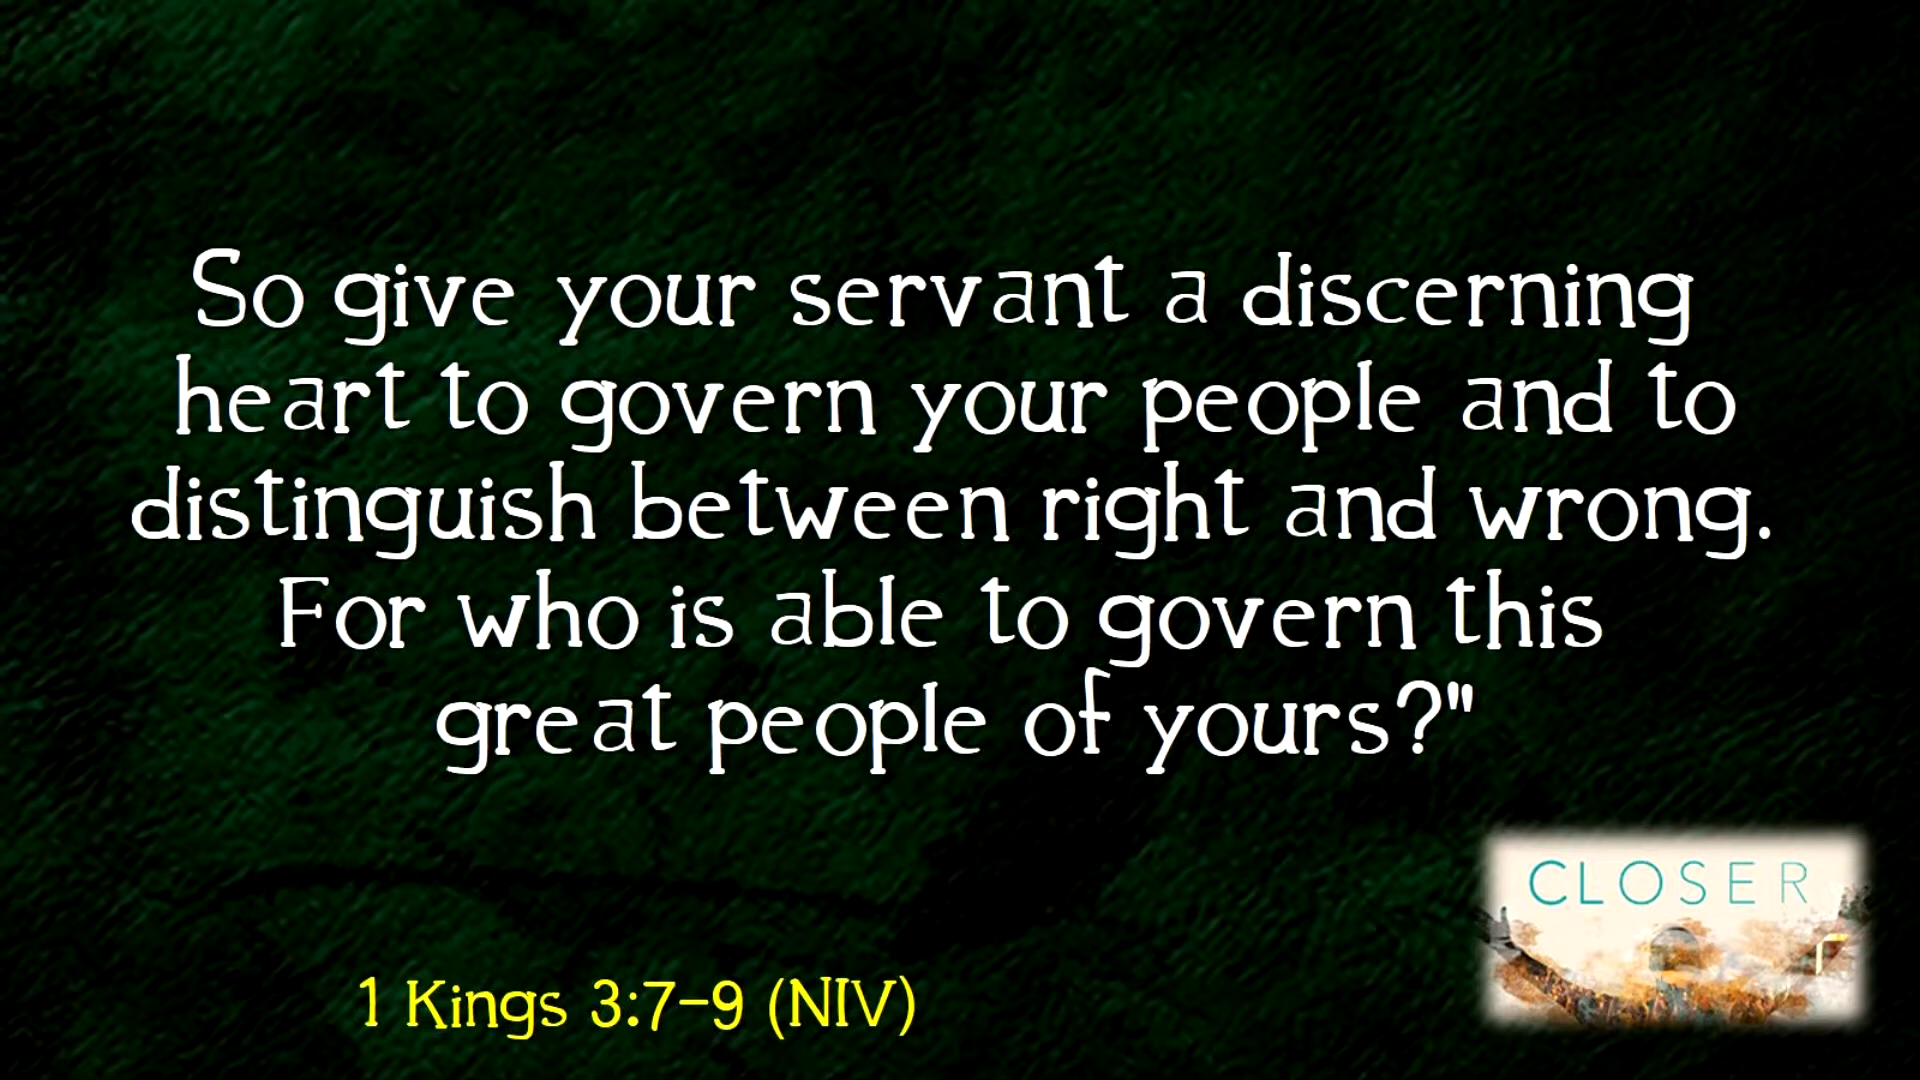 So give your servant a discerning
heart to govern your people and to
distinguish between right and wrong.
For who is able to govern this
great people of yours?"
CLOSER
1 Kings 3:7-9 (NIV)